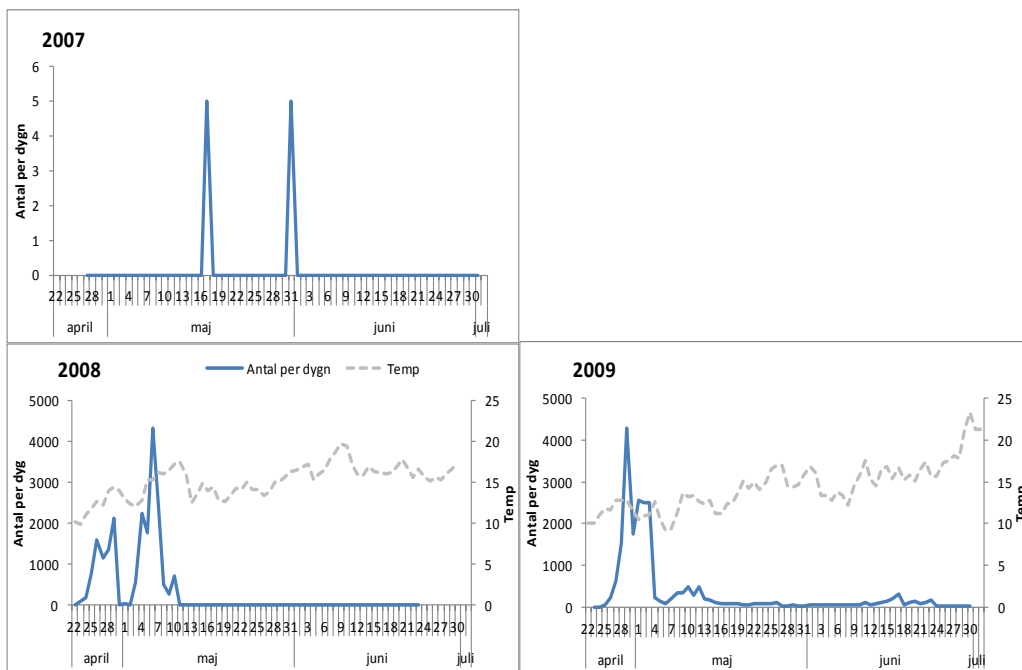 2007
6
5
4
3
2
1
0
Antal per dygn
22 25 28 1 4 7 10 13 16 19 22 25 28 31 3 6 9 12 15 18 21 24 27 30
april maj juni juli
2008
Antal per dygn Temp
5000 25
4000 20
3000 15
2000 10
1000 5
0 0
Antal per dyg
Temp
22 25 28 1 4 7 10 13 16 19 22 25 28 31 3 6 9 12 15 18 21 24 27 30
april maj juni juli
2009
5000 25
4000 20
3000 15
2000 10
1000 5
0 0
Antal per dyg
Temp
22 25 28 1 4 7 10 13 16 19 22 25 28 31 3 6 9 12 15 18 21 24 27 30
april maj juni juli